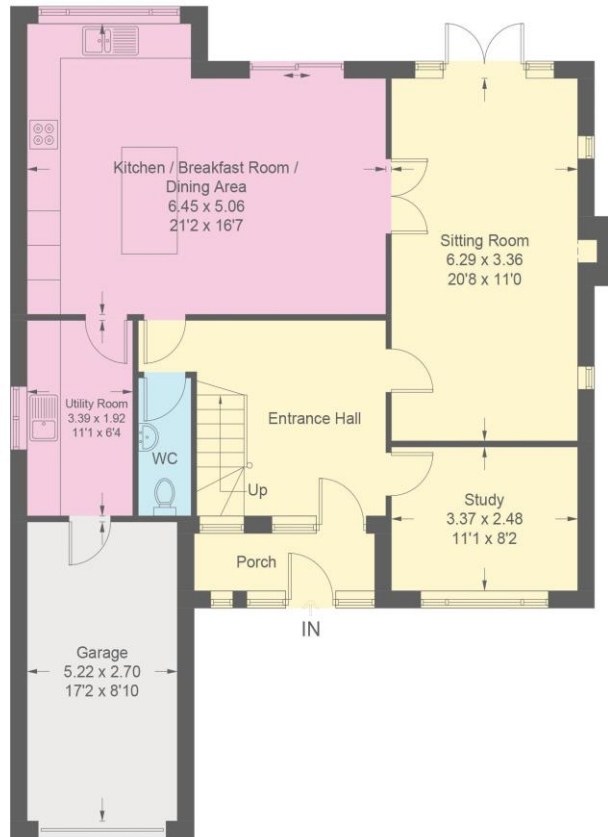 Kitchen / Breakfast Room /
Dining Area
6.45 x 5.06
21'2 x 16'7
Sitting Room
6.29 x 3.36
20'8 x 11'0
Utility Room
3.39 x 1.92
11'1 x 6'4
WC
Entrance Hall
Up
Study
3.37 x 2.48
11'1 x 8'2
Porch
IN
Garage
5.22 x 2.70
17'2 x 8'10